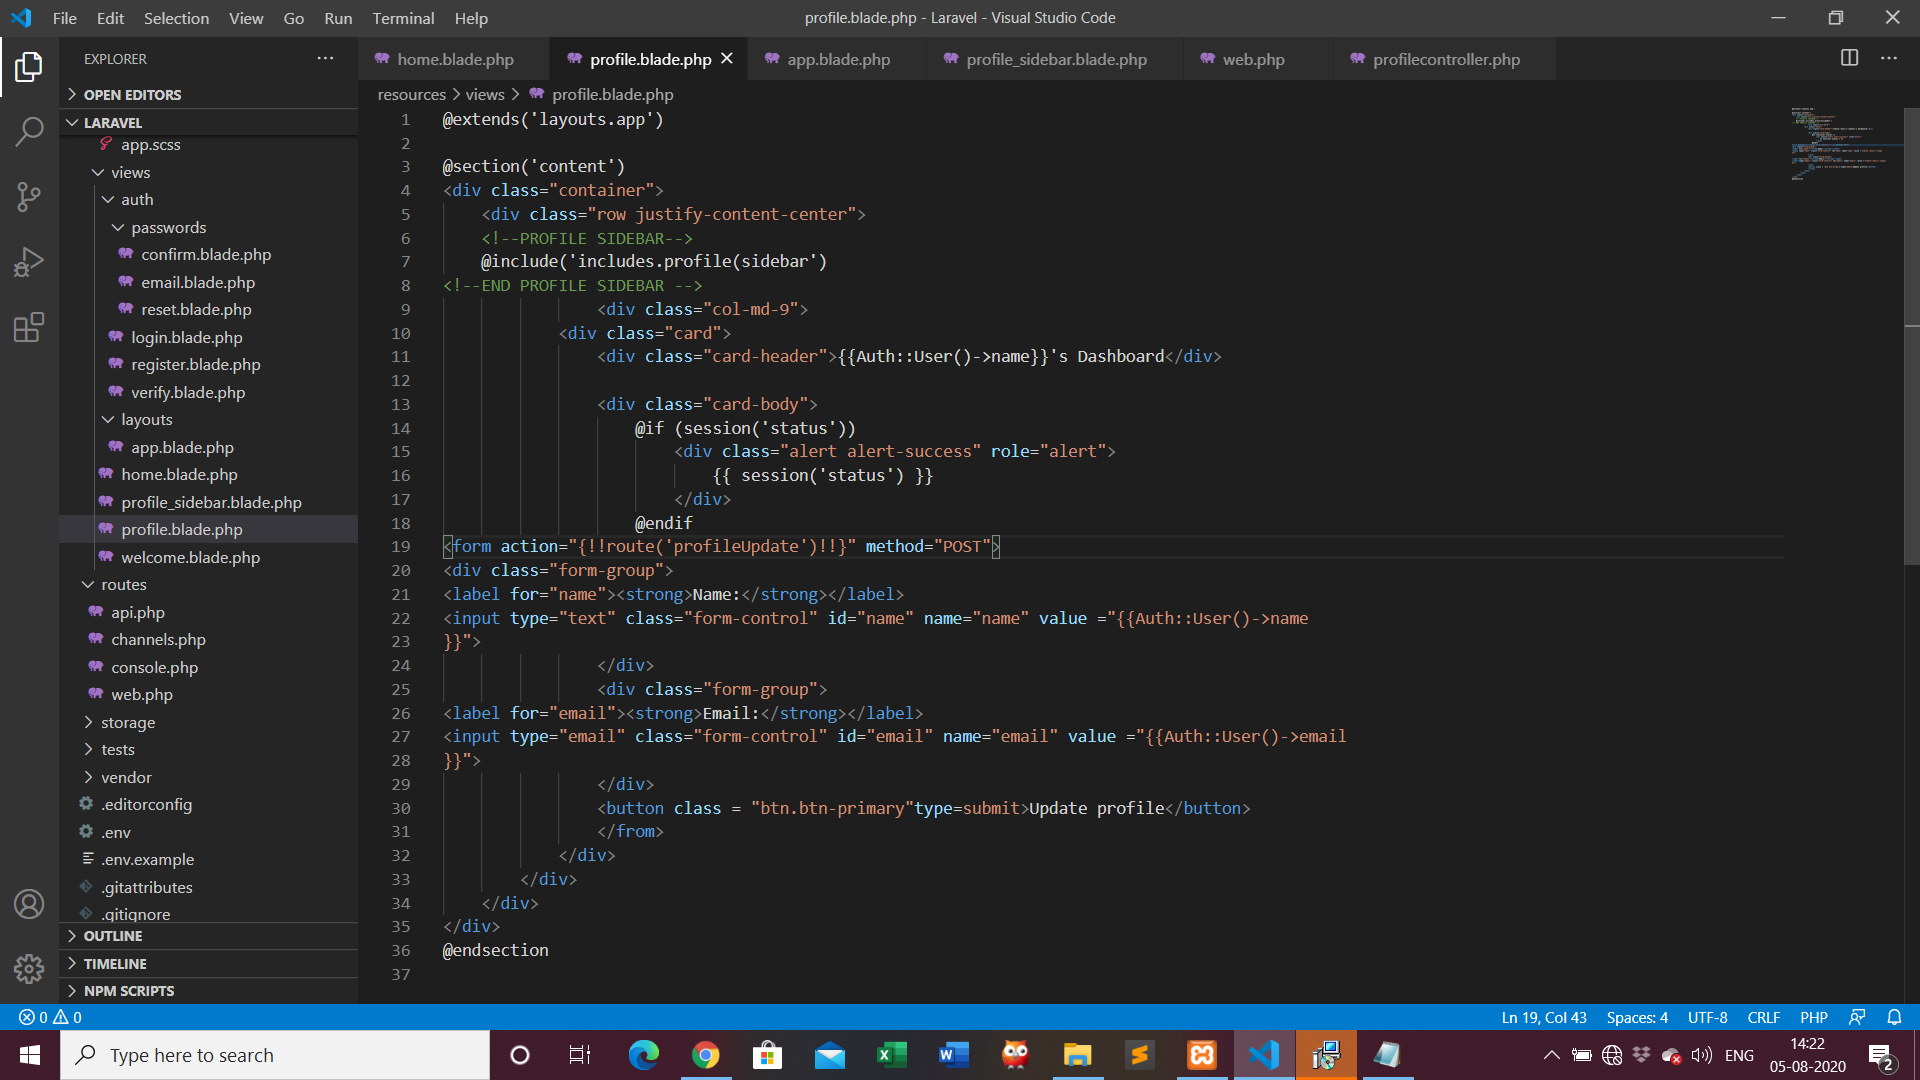 File Edit Selection View Go Run Terminal Help
profile.blade.php - Laravel - Visual Studio Code
EXPLORER
OPEN EDITORS
LARAVEL
app.scss
views
auth
passwords
confirm.blade.php
email.blade.php
reset.blade.php
login.blade.php
register.blade.php
verify.blade.php
layouts
app.blade.php
home.blade.php
profile_sidebar.blade.php
profile.blade.php
welcome.blade.php
routes
api.php
channels.php
console.php
web.php
storage
tests
vendor
.editorconfig
.env
.env.example
.gitattributes
.gitignore
OUTLINE
TIMELINE
NPM SCRIPTS
home.blade.php profile.blade.php app.blade.php profile_sidebar.blade.php web.php profilecontroller.php
resources > views > profile.blade.php
1 @extends('layouts.app')
2
3 @section('content')
4 <div class="container">
5 <div class="row justify-content-center">
6 <!--PROFILE SIDEBAR-->
7 @include('includes.profile(sidebar')
8 <!--END PROFILE SIDEBAR -->
9 <div class="col-md-9">
10 <div class="card">
11 <div class="card-header">{{Auth::User()->name}}'s Dashboard</div>
12
13 <div class="card-body">
14 @if (session('status'))
15 <div class="alert alert-success" role="alert">
16 {{ session('status') }}
17 </div>
18 @endif
19 <form action="{!!route('profileUpdate')!!}" method="POST">
20 <div class="form-group">
21 <label for="name"><strong>Name:</strong></label>
22 <input type="text" class="form-control" id="name" name="name" value ="{{Auth::User()->name
23 }}">
24 </div>
25 <div class="form-group">
26 <label for="email"><strong>Email:</strong></label>
27 <input type="email" class="form-control" id="email" name="email" value ="{{Auth::User()->email
28 }}">
29 </div>
30 <button class = "btn.btn-primary"type=submit>Update profile</button>
31 </from>
32 </div>
33 </div>
34 </div>
35 </div>
36 @endsection
37
0 0
Ln 19, Col 43 Spaces: 4 UTF-8 CRLF PHP
Type here to search
ENG
14:22
05-08-2020
2